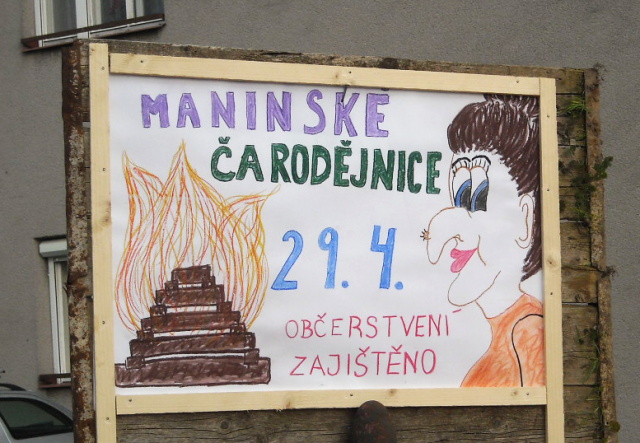 MANINSKÉ
ČARODĚJNICE
29. 4.
OBČERSTVENÍ
ZAJIŠTĚNO